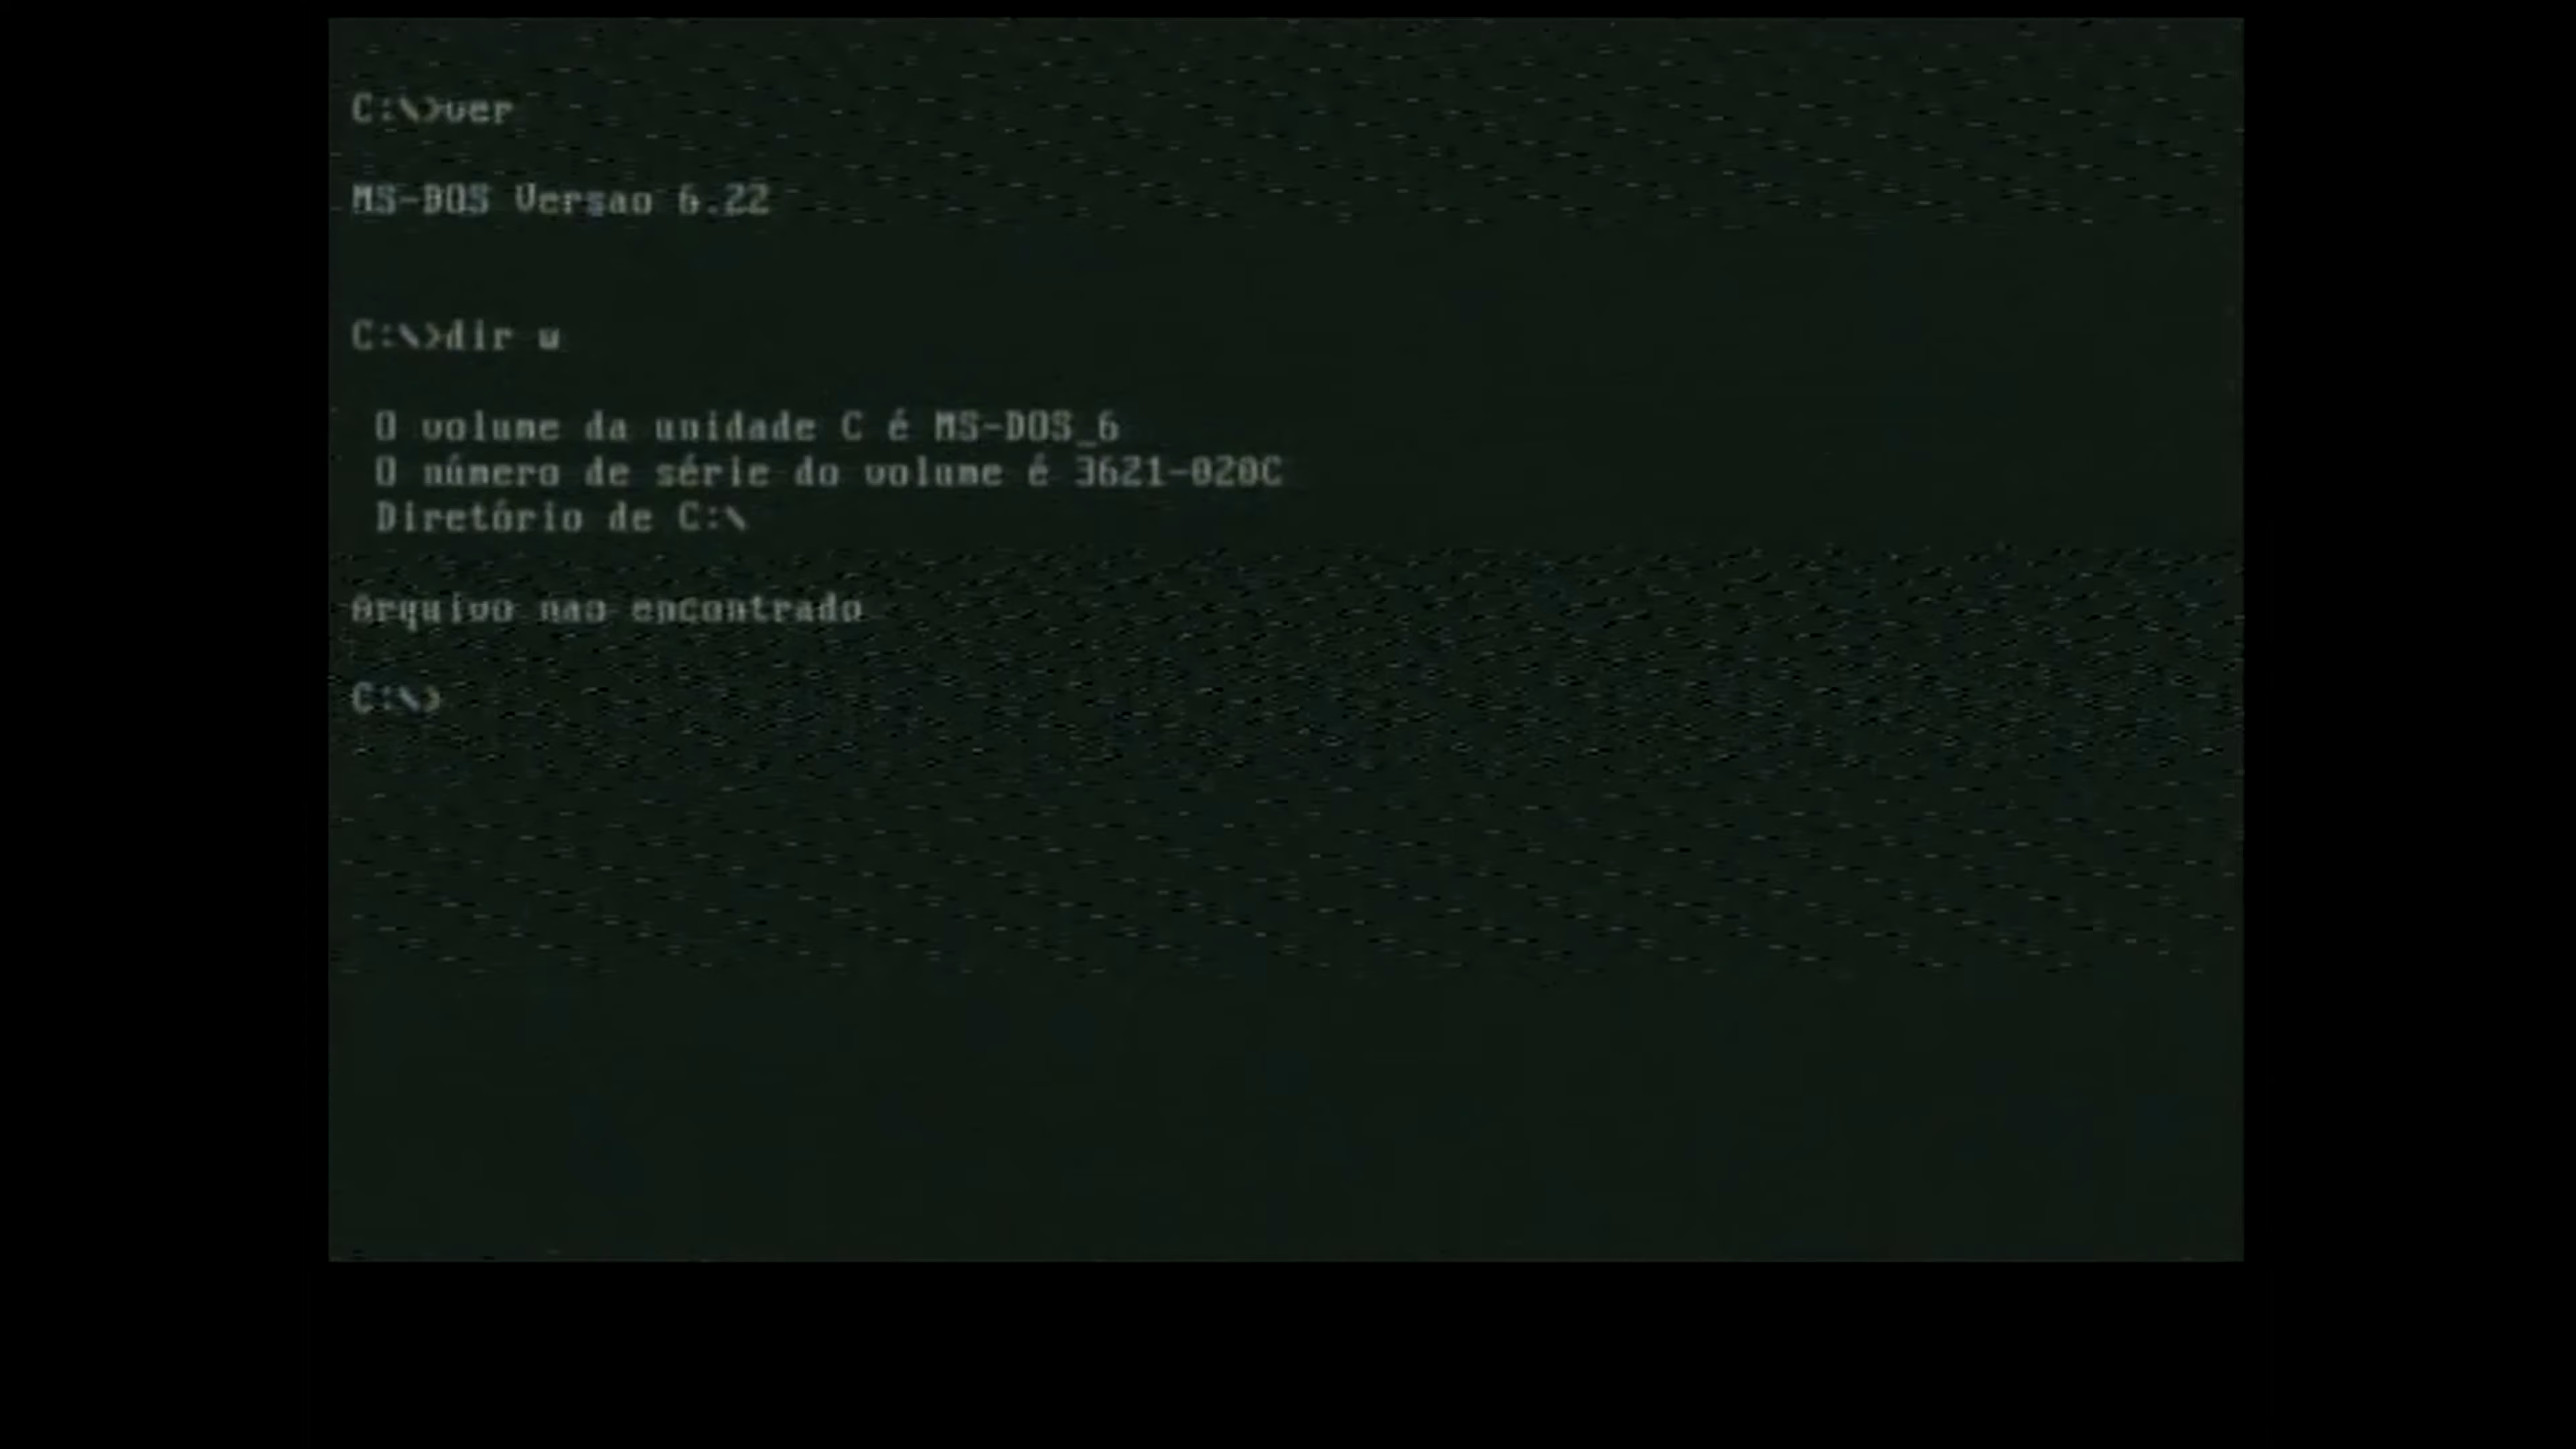 C:\>ver
MS-DOS Versao 6.22
C:\>dir w
O volume da unidade C é MS-DOS_6
O número de série do volume é 3621-020C
Diretório de C:\
Arquivo nao encontrado
C:\>